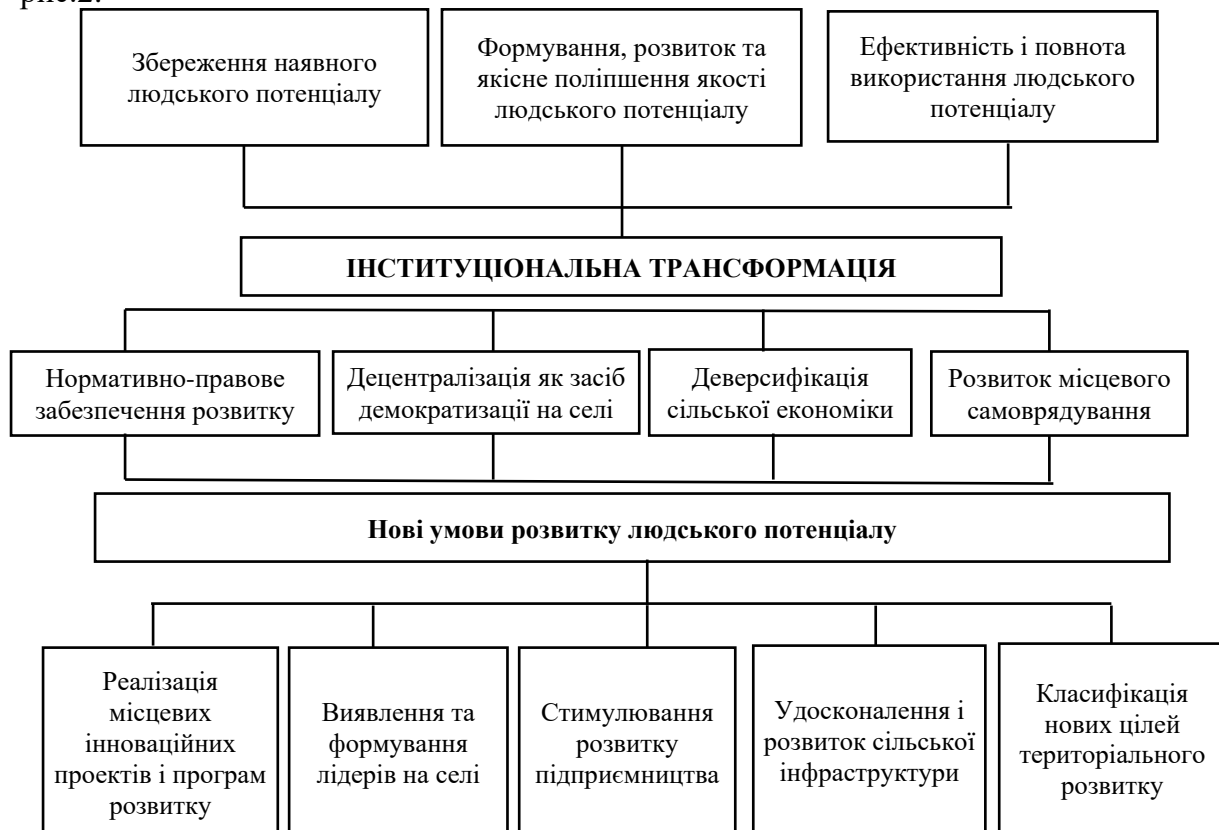 рис.2.
Збереження наявного
людського потенціалу
Формування, розвиток та
якісне поліпшення якості
людського потенціалу
Ефективність і повнота
використання людського
потенціалу
ІНСТИТУЦІОНАЛЬНА ТРАНСФОРМАЦІЯ
Нормативно-правове
забезпечення розвитку
Децентралізація як засіб
демократизації на селі
Деверсифікація
сільської економіки
Розвиток місцевого
самоврядування
Нові умови розвитку людського потенціалу
Реалізація
місцевих
інноваційних
проектів і програм
розвитку
Виявлення та
формування
лідерів на селі
Стимулювання
розвитку
підприємництва
Удосконалення і
розвиток сільської
інфраструктури
Класифікація
нових цілей
територіального
розвитку